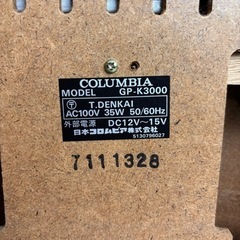 COLUMBIA
MODEL GP-K3000
〒 T.DENKAI
AC100V 35W 50/60Hz
外部電源 DC12V~15V
日本コロムビア株式会社
5130796027
7111328